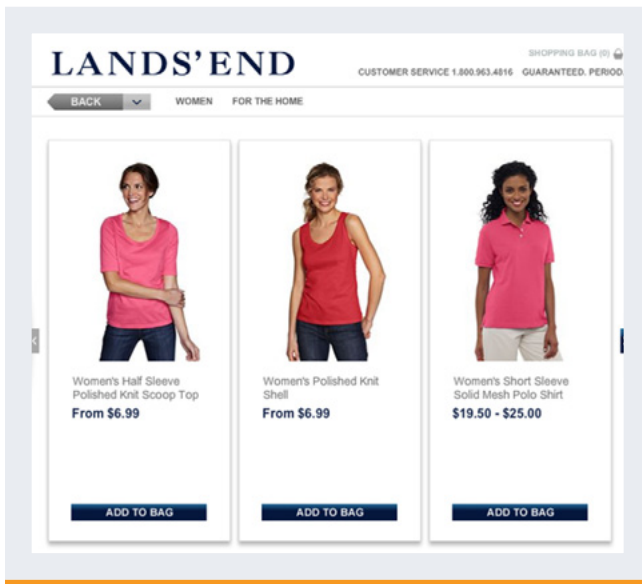 LANDS'END
SHOPPING BAG (0)
CUSTOMER SERVICE 1.800.963.4816 GUARANTEED. PERIOD.
BACK WOMEN FOR THE HOME
Women's Half Sleeve
Polished Knit Scoop Top
From $6.99
ADD TO BAG
Women's Polished Knit
Shell
From $6.99
ADD TO BAG
Women's Short Sleeve
Solid Mesh Polo Shirt
$19.50 - $25.00
ADD TO BAG